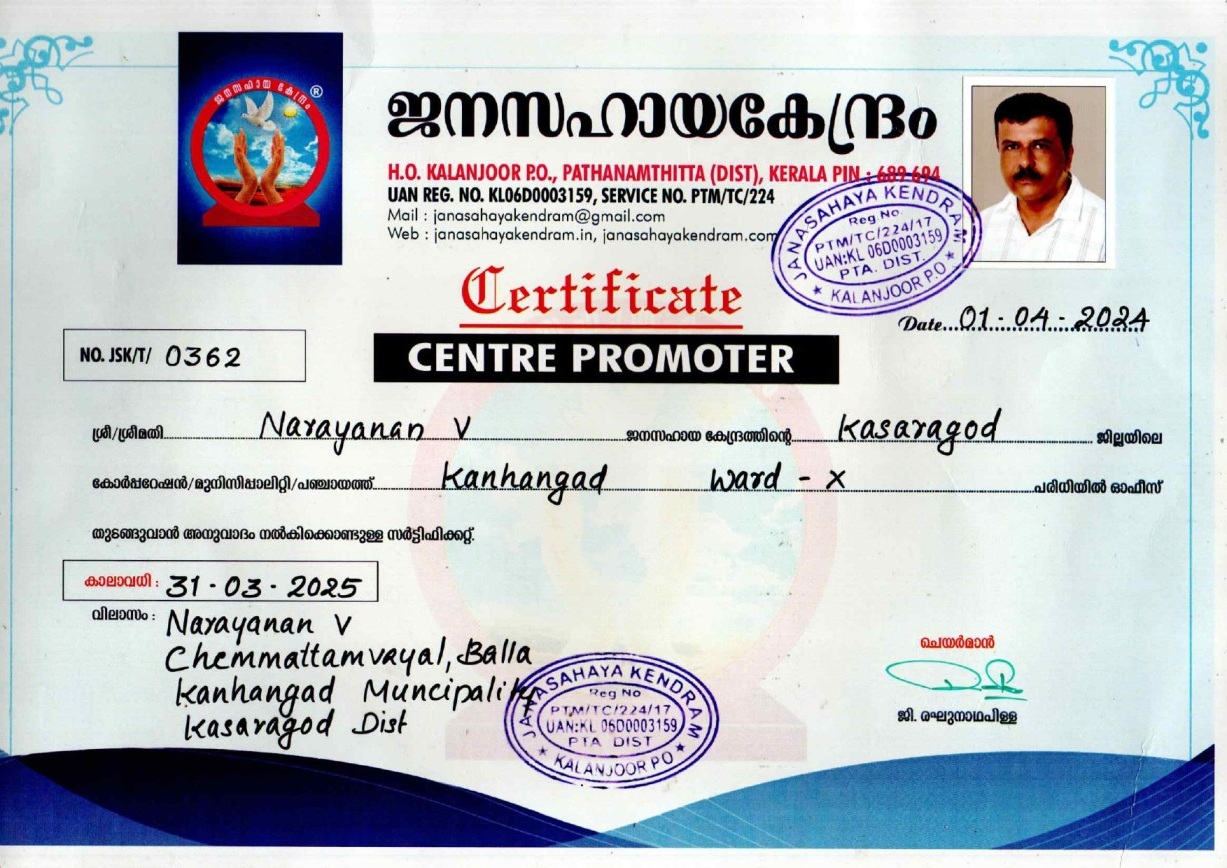 ജനസഹായ കേന്ദ്രം ®
ജനസഹായകേന്ദ്രം
H.O. KALANJOOR P.O., PATHANAMTHITTA (DIST), KERALA PIN : 689 694
UAN REG. NO. KL06D0003159, SERVICE NO. PTM/TC/224
Mail : janasahayakendram@gmail.com
Web : janasahayakendram.in, janasahayakendram.com
JANASAHAYA KENDRAM
Reg No
PTM/TC/224/17
UAN:KL 06D0003159
PTA. DIST.
★ KALANJOOR P.O ★
Certificate
Date...01-04-2024
NO. JSK/T/ 0362
CENTRE PROMOTER
ശ്രീ/ശ്രീമതി Narayanan V ജനസഹായ കേന്ദ്രത്തിന്റെ Kasaragod ജില്ലയിലെ
കോർപ്പറേഷൻ/മുനിസിപ്പാലിറ്റി/പഞ്ചായത്ത് Kanhangad Ward - X പരിധിയിൽ ഓഫീസ്
തുടങ്ങുവാൻ അനുവാദം നൽകിക്കൊണ്ടുള്ള സർട്ടിഫിക്കറ്റ്.
കാലാവധി : 31-03-2025
വിലാസം : Narayanan V
Chemmattamvayal, Balla
Kanhangad Muncipality
Kasaragod Dist
JANASAHAYA KENDRAM
Reg No
PTM/TC/224/17
UAN:KL 06D0003159
PTA DIST
★ KALANJOOR PO ★
ചെയർമാൻ
ജി. രഘുനാഥപിള്ള